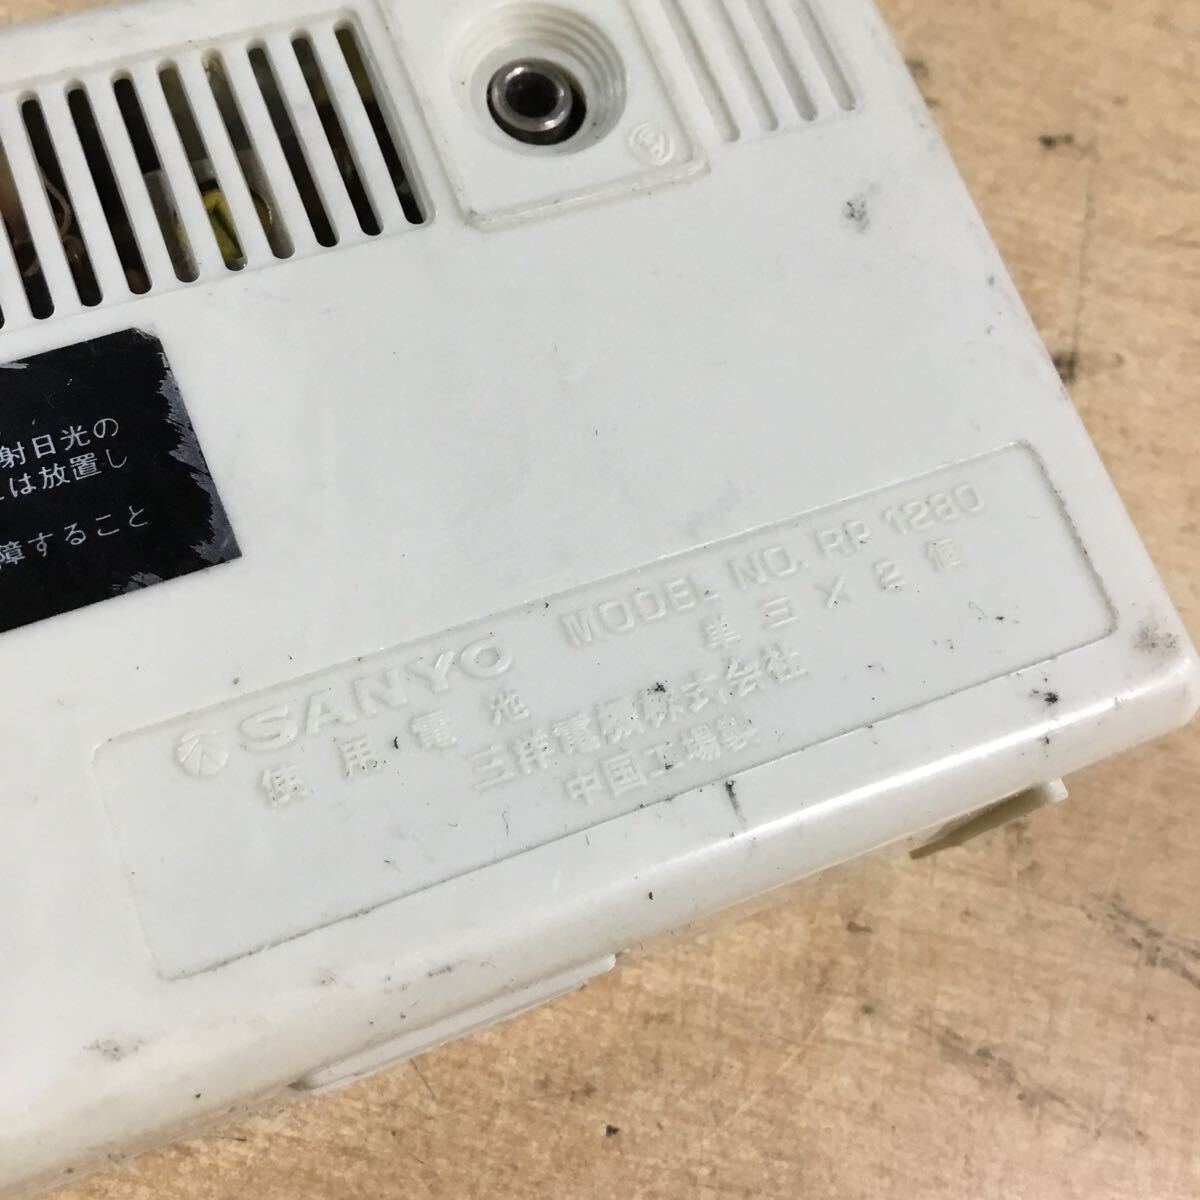 射日光の
は放置し
障すること
SANYO MODEL NO. RP 1280
使用電池 単三×2個
三洋電機株式会社
中国工場製